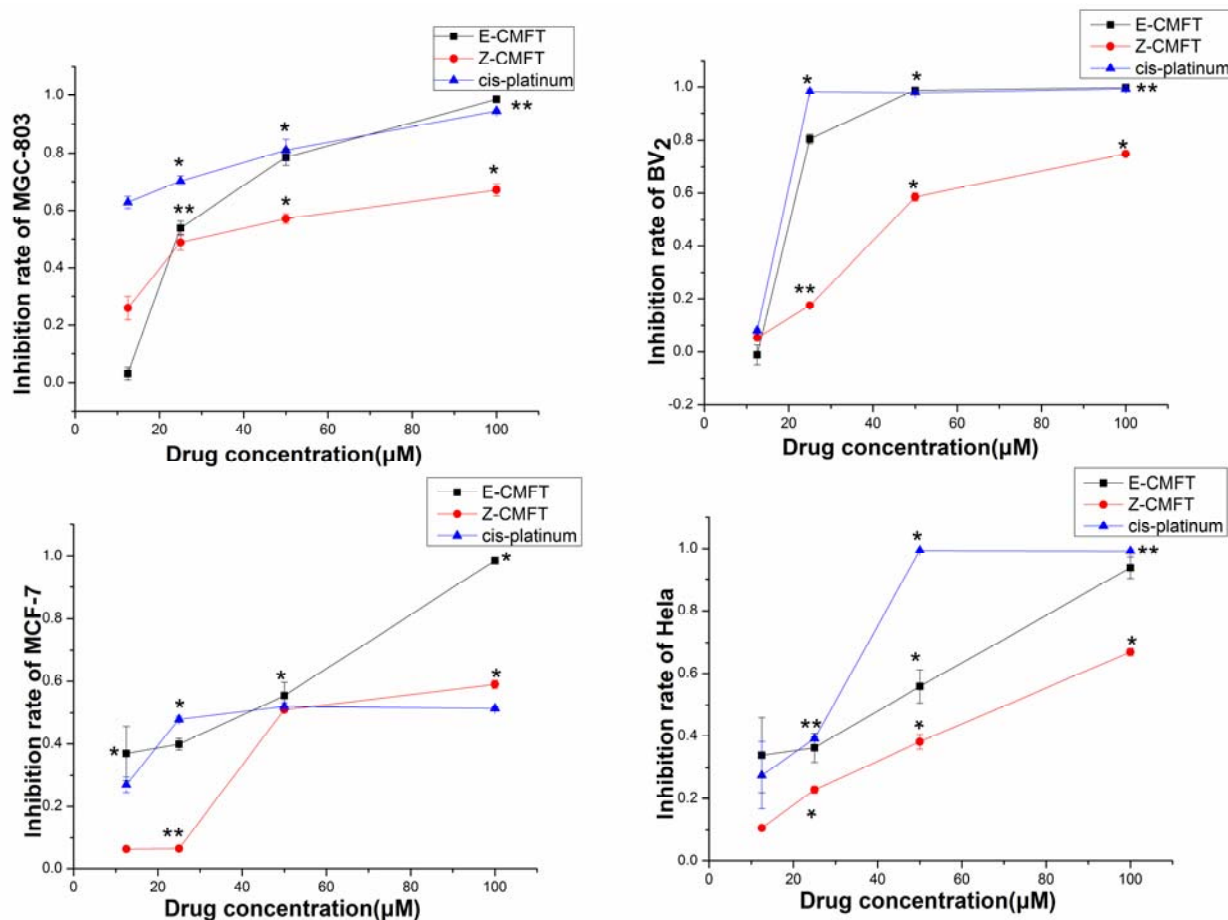 E-CMFT
Z-CMFT
cis-platinum
Inhibition rate of MGC-803
1.0
0.8
0.6
0.4
0.2
0.0
*
*
**
**
*
*
0 20 40 60 80 100
Drug concentration(µM)
E-CMFT
Z-CMFT
cis-platinum
Inhibition rate of BV2
1.0
0.8
0.6
0.4
0.2
0.0
-0.2
*
*
**
*
*
**
0 20 40 60 80 100
Drug concentration(µM)
E-CMFT
Z-CMFT
cis-platinum
Inhibition rate of MCF-7
1.0
0.8
0.6
0.4
0.2
0.0
*
*
*
*
*
**
0 20 40 60 80 100
Drug concentration(µM)
E-CMFT
Z-CMFT
cis-platinum
Inhibition rate of Hela
1.0
0.8
0.6
0.4
0.2
0.0
*
**
*
*
**
*
*
0 20 40 60 80 100
Drug concentration(µM)